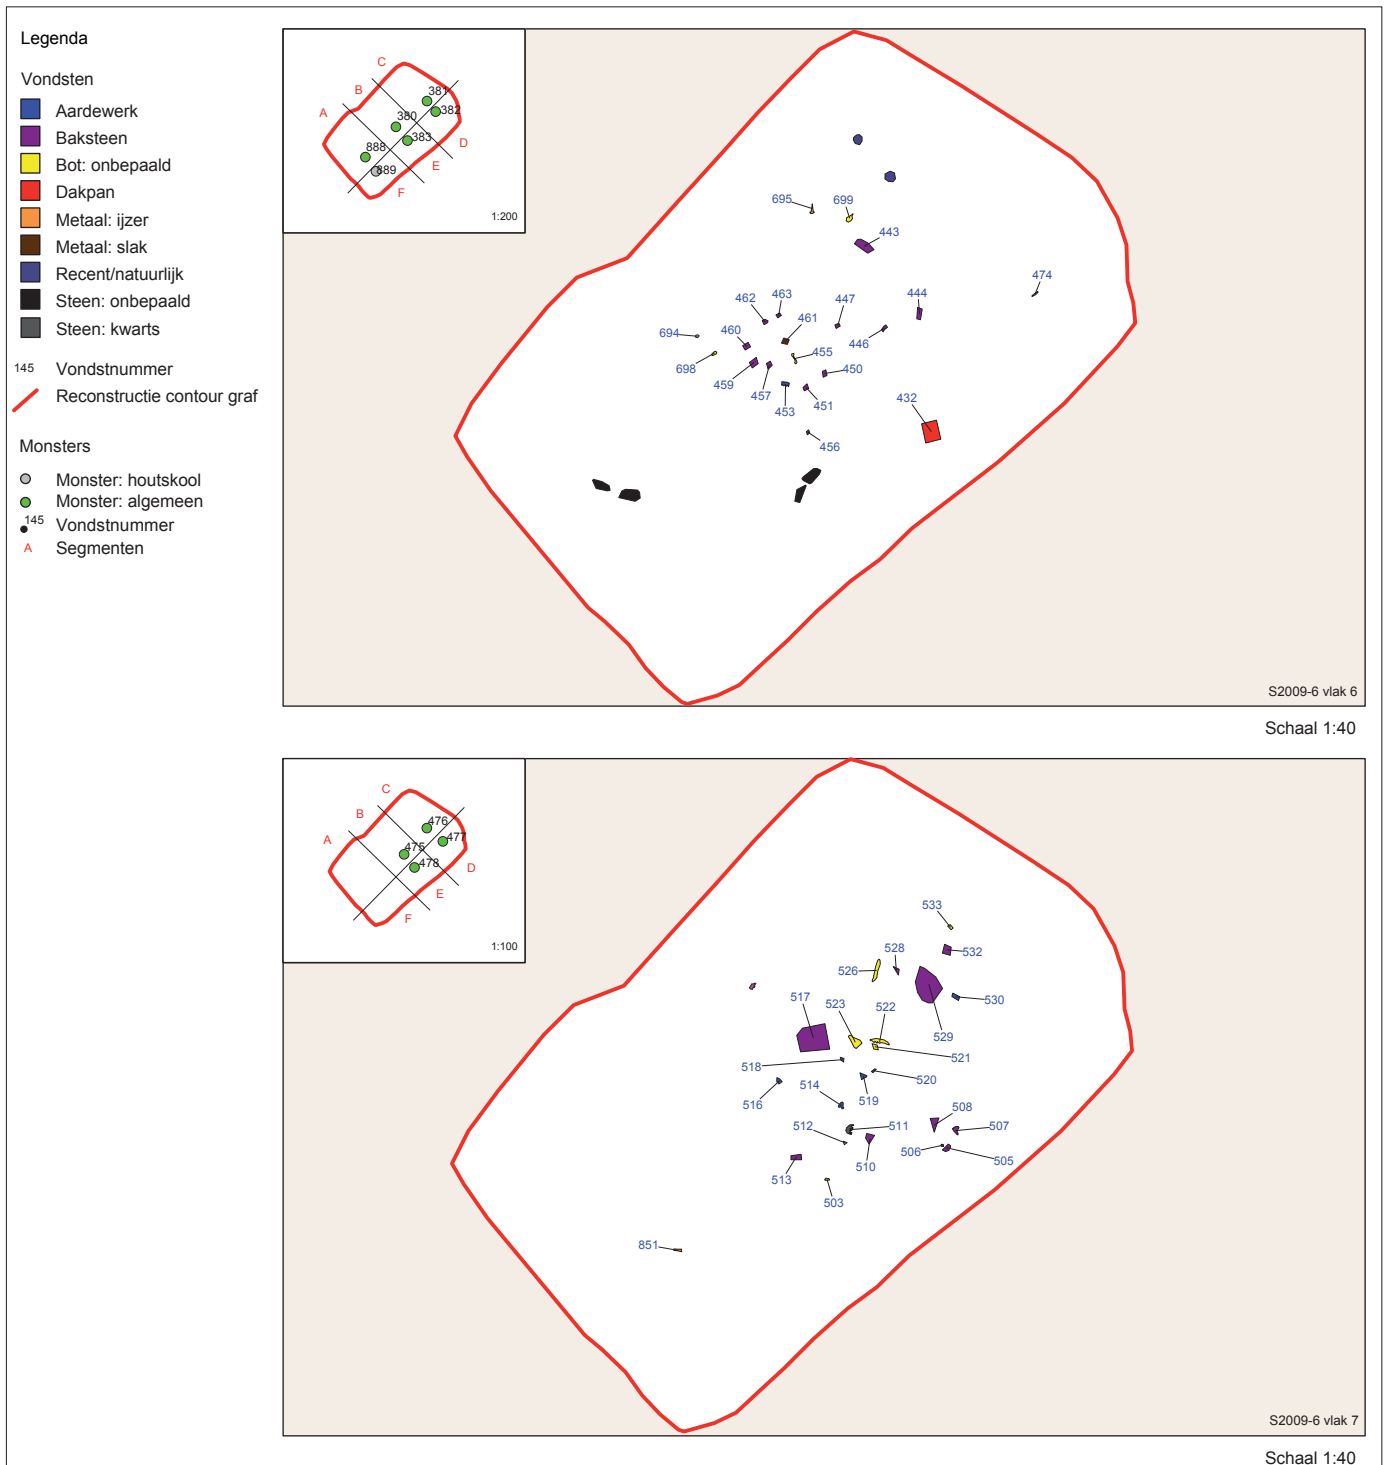 Legenda
Vondsten
Aardewerk
Baksteen
Bot: onbepaald
Dakpan
Metaal: ijzer
Metaal: slak
Recent/natuurlijk
Steen: onbepaald
Steen: kwarts
145 Vondstnummer
Reconstructie contour graf
Monsters
Monster: houtskool
Monster: algemeen
145 Vondstnummer
A Segmenten
C
B
A
381
382
380
383
888
889
D
E
F
1:200
695
699
443
474
462
463
447
444
694
460
461
446
698
455
459
457
450
453
451
432
456
S2009-6 vlak 6
Schaal 1:40
C
B
A
476
477
475
478
D
E
F
1:100
533
532
528
526
517
523
522
530
529
521
518
520
516
514
519
508
512
511
507
506
510
505
513
503
851
S2009-6 vlak 7
Schaal 1:40